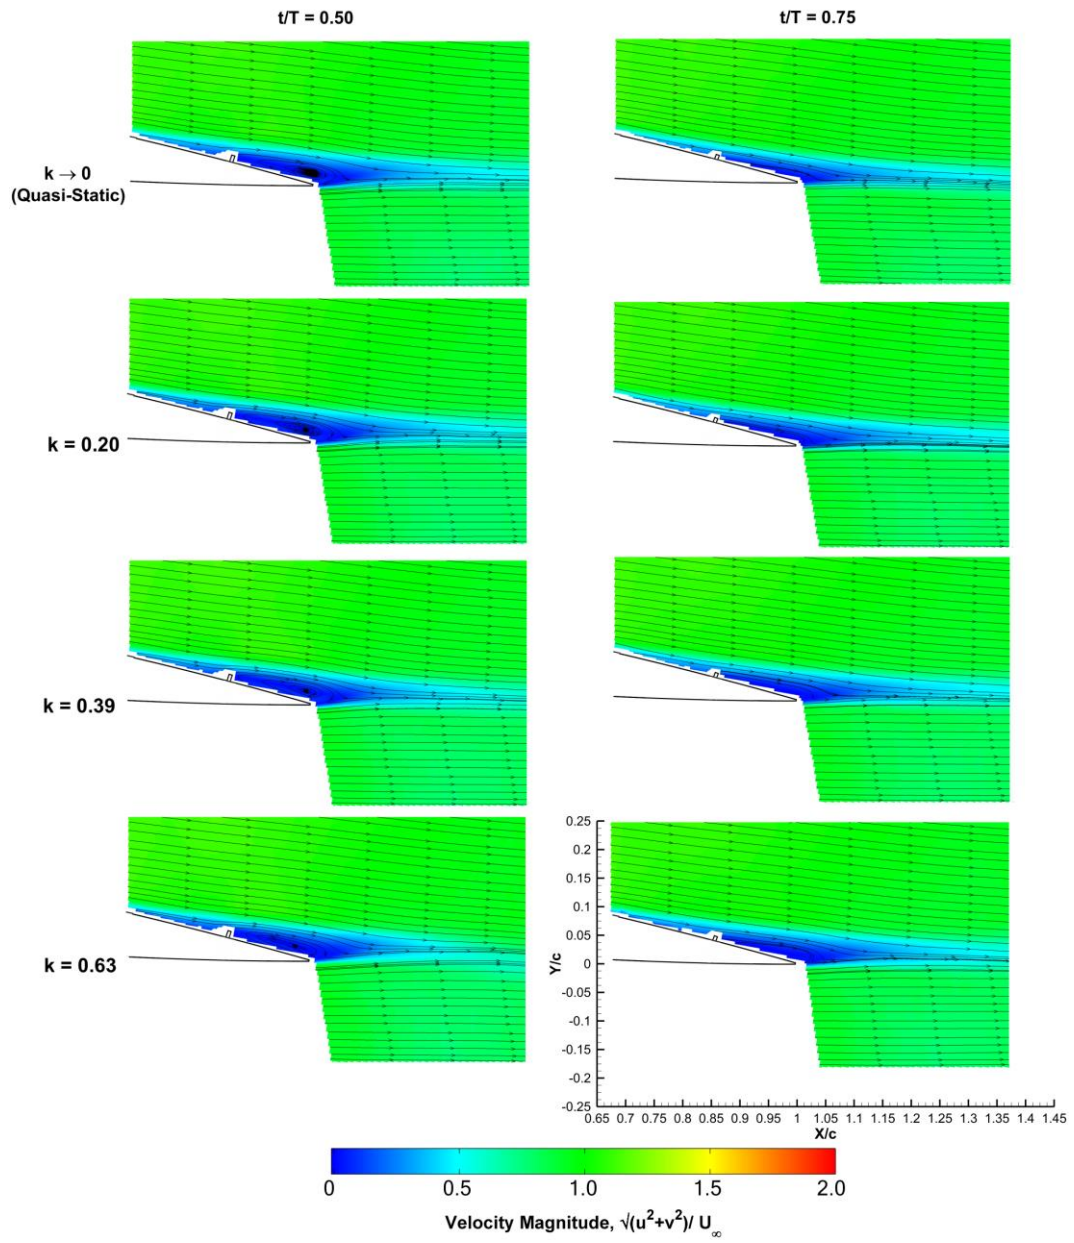 t/T = 0.50
t/T = 0.75
k → 0
(Quasi-Static)
k = 0.20
k = 0.39
k = 0.63
0.25
0.2
0.15
0.1
0.05
0
-0.05
-0.1
-0.15
-0.2
-0.25
Y/c
0.65 0.7 0.75 0.8 0.85 0.9 0.95 1 1.05 1.1 1.15 1.2 1.25 1.3 1.35 1.4 1.45
X/c
0 0.5 1.0 1.5 2.0
Velocity Magnitude, √(u²+v²)/ U∞